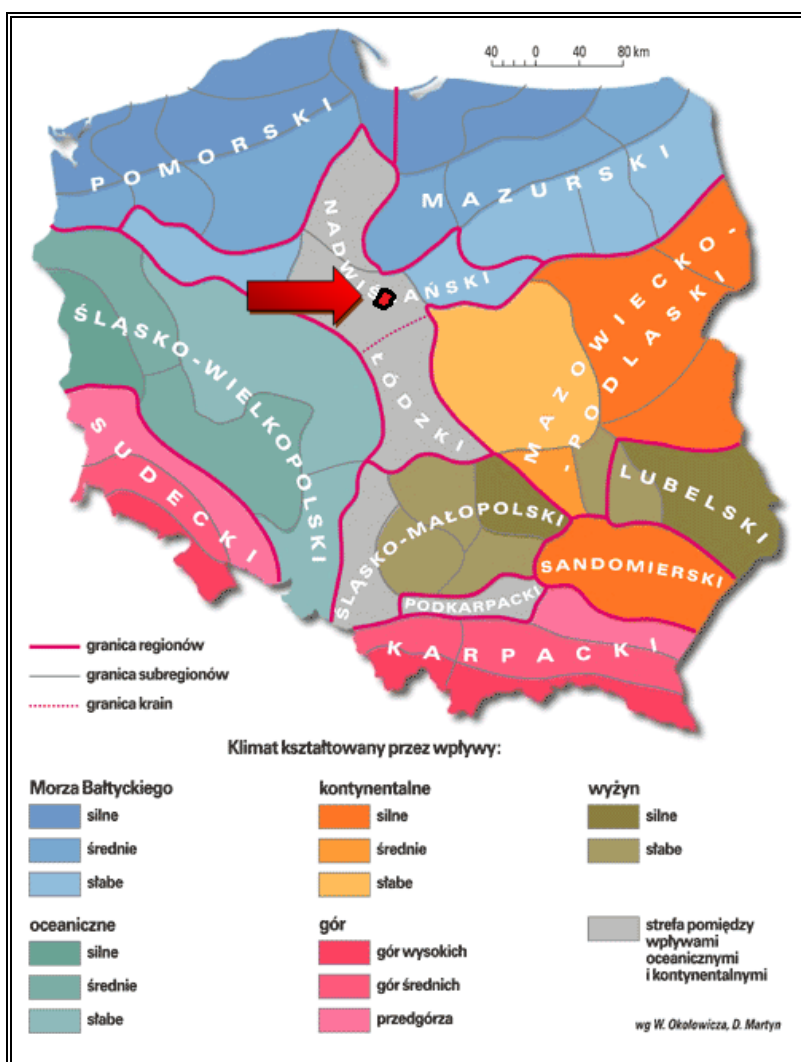 40 0 40 80 km
POMORSKI
MAZURSKI
NADWIŚLAŃSKI
MAZOWIECKO-
-PODLASKI
ŚLĄSKO-WIELKOPOLSKI
ŁÓDZKI
SUDECKI
LUBELSKI
ŚLĄSKO-MAŁOPOLSKI
SANDOMIERSKI
PODKARPACKI
KARPACKI
granica regionów
granica subregionów
granica krain
Klimat kształtowany przez wpływy:
Morza Bałtyckiego
silne
średnie
słabe
kontynentalne
silne
średnie
słabe
wyżyn
silne
słabe
oceaniczne
silne
średnie
słabe
gór
gór wysokich
gór średnich
przedgórza
strefa pomiędzy
wpływami
oceanicznymi
i kontynentalnymi
wg W. Okołowicza, D. Martyn